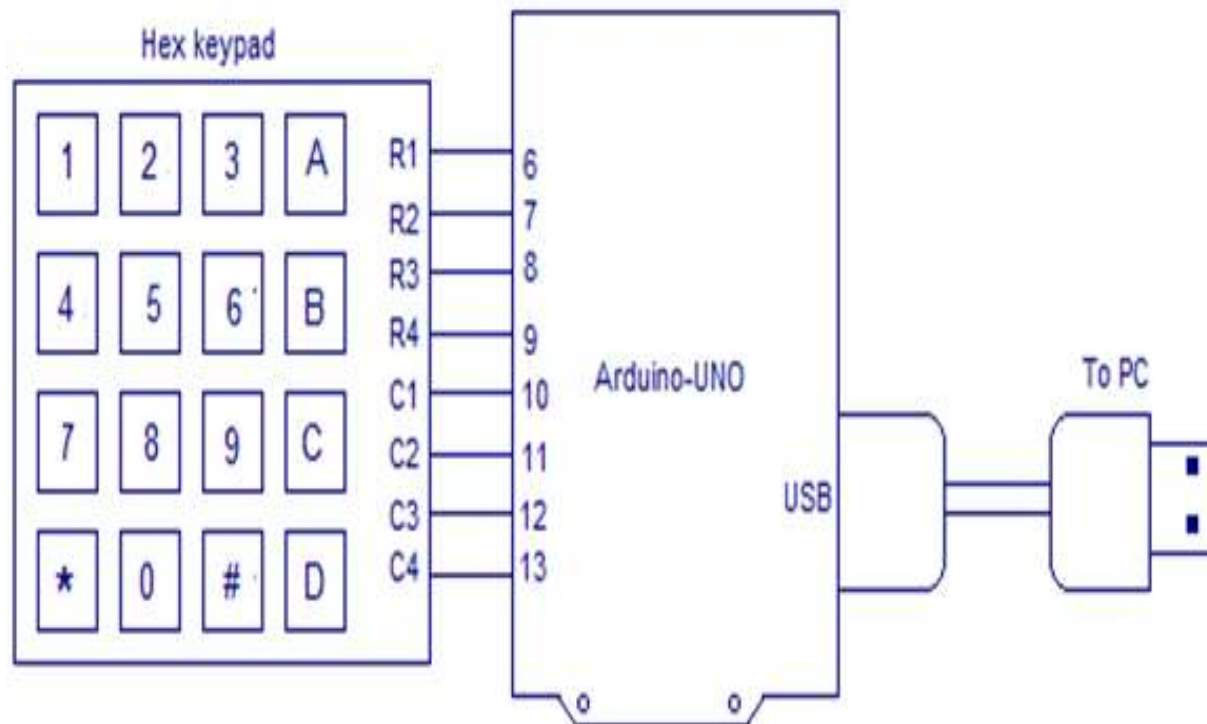 Hex keypad
1 2 3 A
4 5 6 B
7 8 9 C
* 0 # D
R1
R2
R3
R4
C1
C2
C3
C4
6
7
8
9
10
11
12
13
Arduino-UNO
USB
To PC